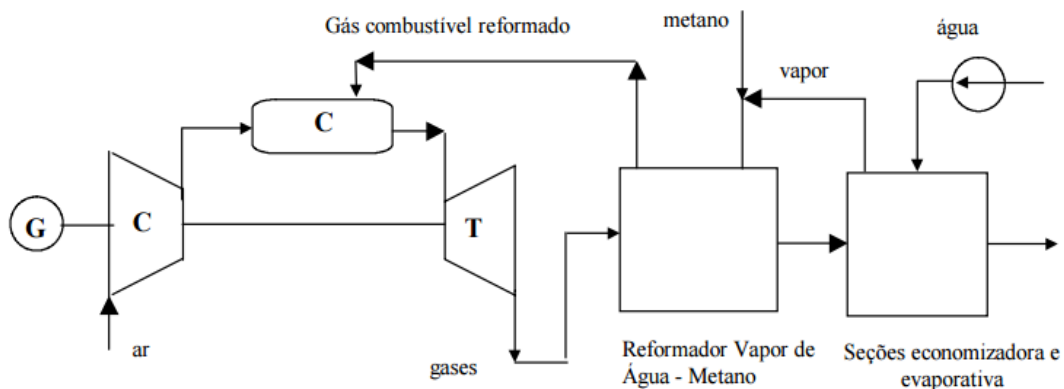 Gás combustível reformado
metano
água
vapor
C
G
C
T
ar
gases
Reformador Vapor de
Água - Metano
Seções economizadora e
evaporativa